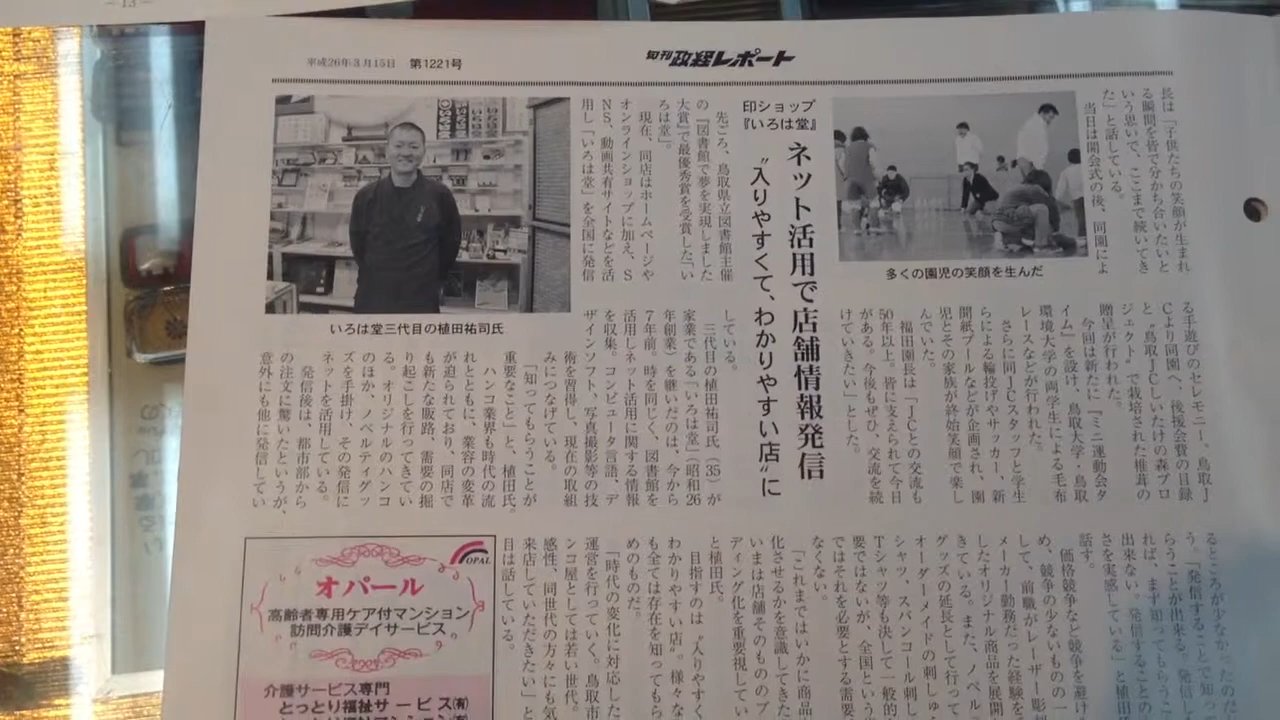 平成26年3月15日 第1221号
旬刊 政経レポート
長は「子供たちの笑顔が生まれ
る瞬間を皆で分かち合いたいと
いう思いで、ここまで続いてき
た」と話している。
当日は開会式の後、同園によ
る手遊びのセレモニー、鳥取J
Cより同園へ、後援会費の目録
と〝鳥取JCしいたけの森プロ
ジェクト〟で栽培された椎茸の
贈呈が行われた。
今回は新たに『ミニ運動会タ
イム』を設け、鳥取大学・鳥取
環境大学の両学生による毛布
レースなどが行われた。
さらに同JCスタッフと学生
らによる輪投げやサッカー、新
聞紙プールなどが企画され、園
児とその家族が終始笑顔で楽し
んでいた。
福田園長は「JCとの交流も
50年以上。皆に支えられて今日
がある。今後もぜひ、交流を続
けていきたい」とした。
多くの園児の笑顔を生んだ
印ショップ
『いろは堂』
ネット活用で店舗情報発信
〝入りやすくて、わかりやすい店〟に
先ごろ、鳥取県立図書館主催
の『図書館で夢を実現しました
大賞』で最優秀賞を受賞した『い
ろは堂』。
現在、同店はホームページや
オンラインショップに加え、S
NS、動画共有サイトなどを活
用し「いろは堂」を全国に発信
している。
三代目の植田祐司氏(35)が
家業である「いろは堂」(昭和26
年創業)を継いだのは、今から
7年前。時を同じく、図書館を
活用しネット活用に関する情報
を収集。コンピュータ言語、デ
ザインソフト、写真撮影等の技
術を習得し、現在の取組
みにつなげている。
「知ってもらうことが
重要なこと」と、植田氏。
ハンコ業界も時代の流
れとともに、業容の変革
が迫られており、同店で
も新たな販路、需要の掘
り起こしを行ってきてい
る。オリジナルのハンコ
のほか、ノベルティグッ
ズを手掛け、その発信に
ネットを活用している。
発信後は、都市部から
の注文に驚いたというが、
意外にも他に発信してい
いろは堂三代目の植田祐司氏
るところが少なかったのだ
う。「発信することで知っ
らうことが出来る。発信し
れば、まず知ってもらうこ
出来ない。発信することの
さを実感している」と植田
話す。
価格競争など競争を避け
め、競争の少ないものの一
して、前職がレーザー彫
メーカー勤務だった経験を
したオリジナル商品を展開
きている。また、ノベル
グッズの延長として行って
オーダーメイドの刺しゅ
シャツ、スパンコール刺し
Tシャツ等も決して一般的
要ではないが、全国という
ではそれを必要とする需要
なくない。
「これまではいかに商品
化させるかを意識してきた
いまは店舗そのもののブ
ディング化を重要視してい
と植田氏。
目指すのは〝入りやすく
わかりやすい店〟。様々な
も全ては存在を知ってもら
めのものだ。
「時代の変化に対応した
運営を行っていく。鳥取市
ンコ屋としては若い世代。
感性、同世代の方々にも気
来店していただきたい」と
目は話している。
OPAL
オパール
高齢者専用ケア付マンション
訪問介護デイサービス
介護サービス専門
とっとり福祉サービス㈲